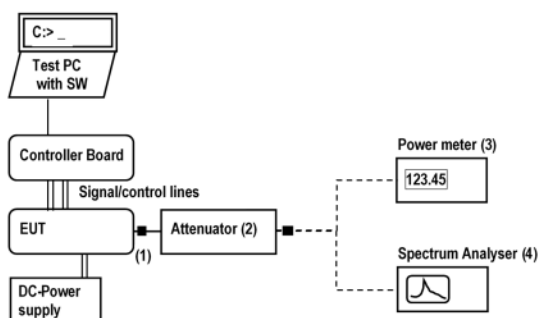 C:> _
Test PC
with SW
Controller Board
Signal/control lines
EUT
(1)
Attenuator (2)
DC-Power
supply
Power meter (3)
123.45
Spectrum Analyser (4)